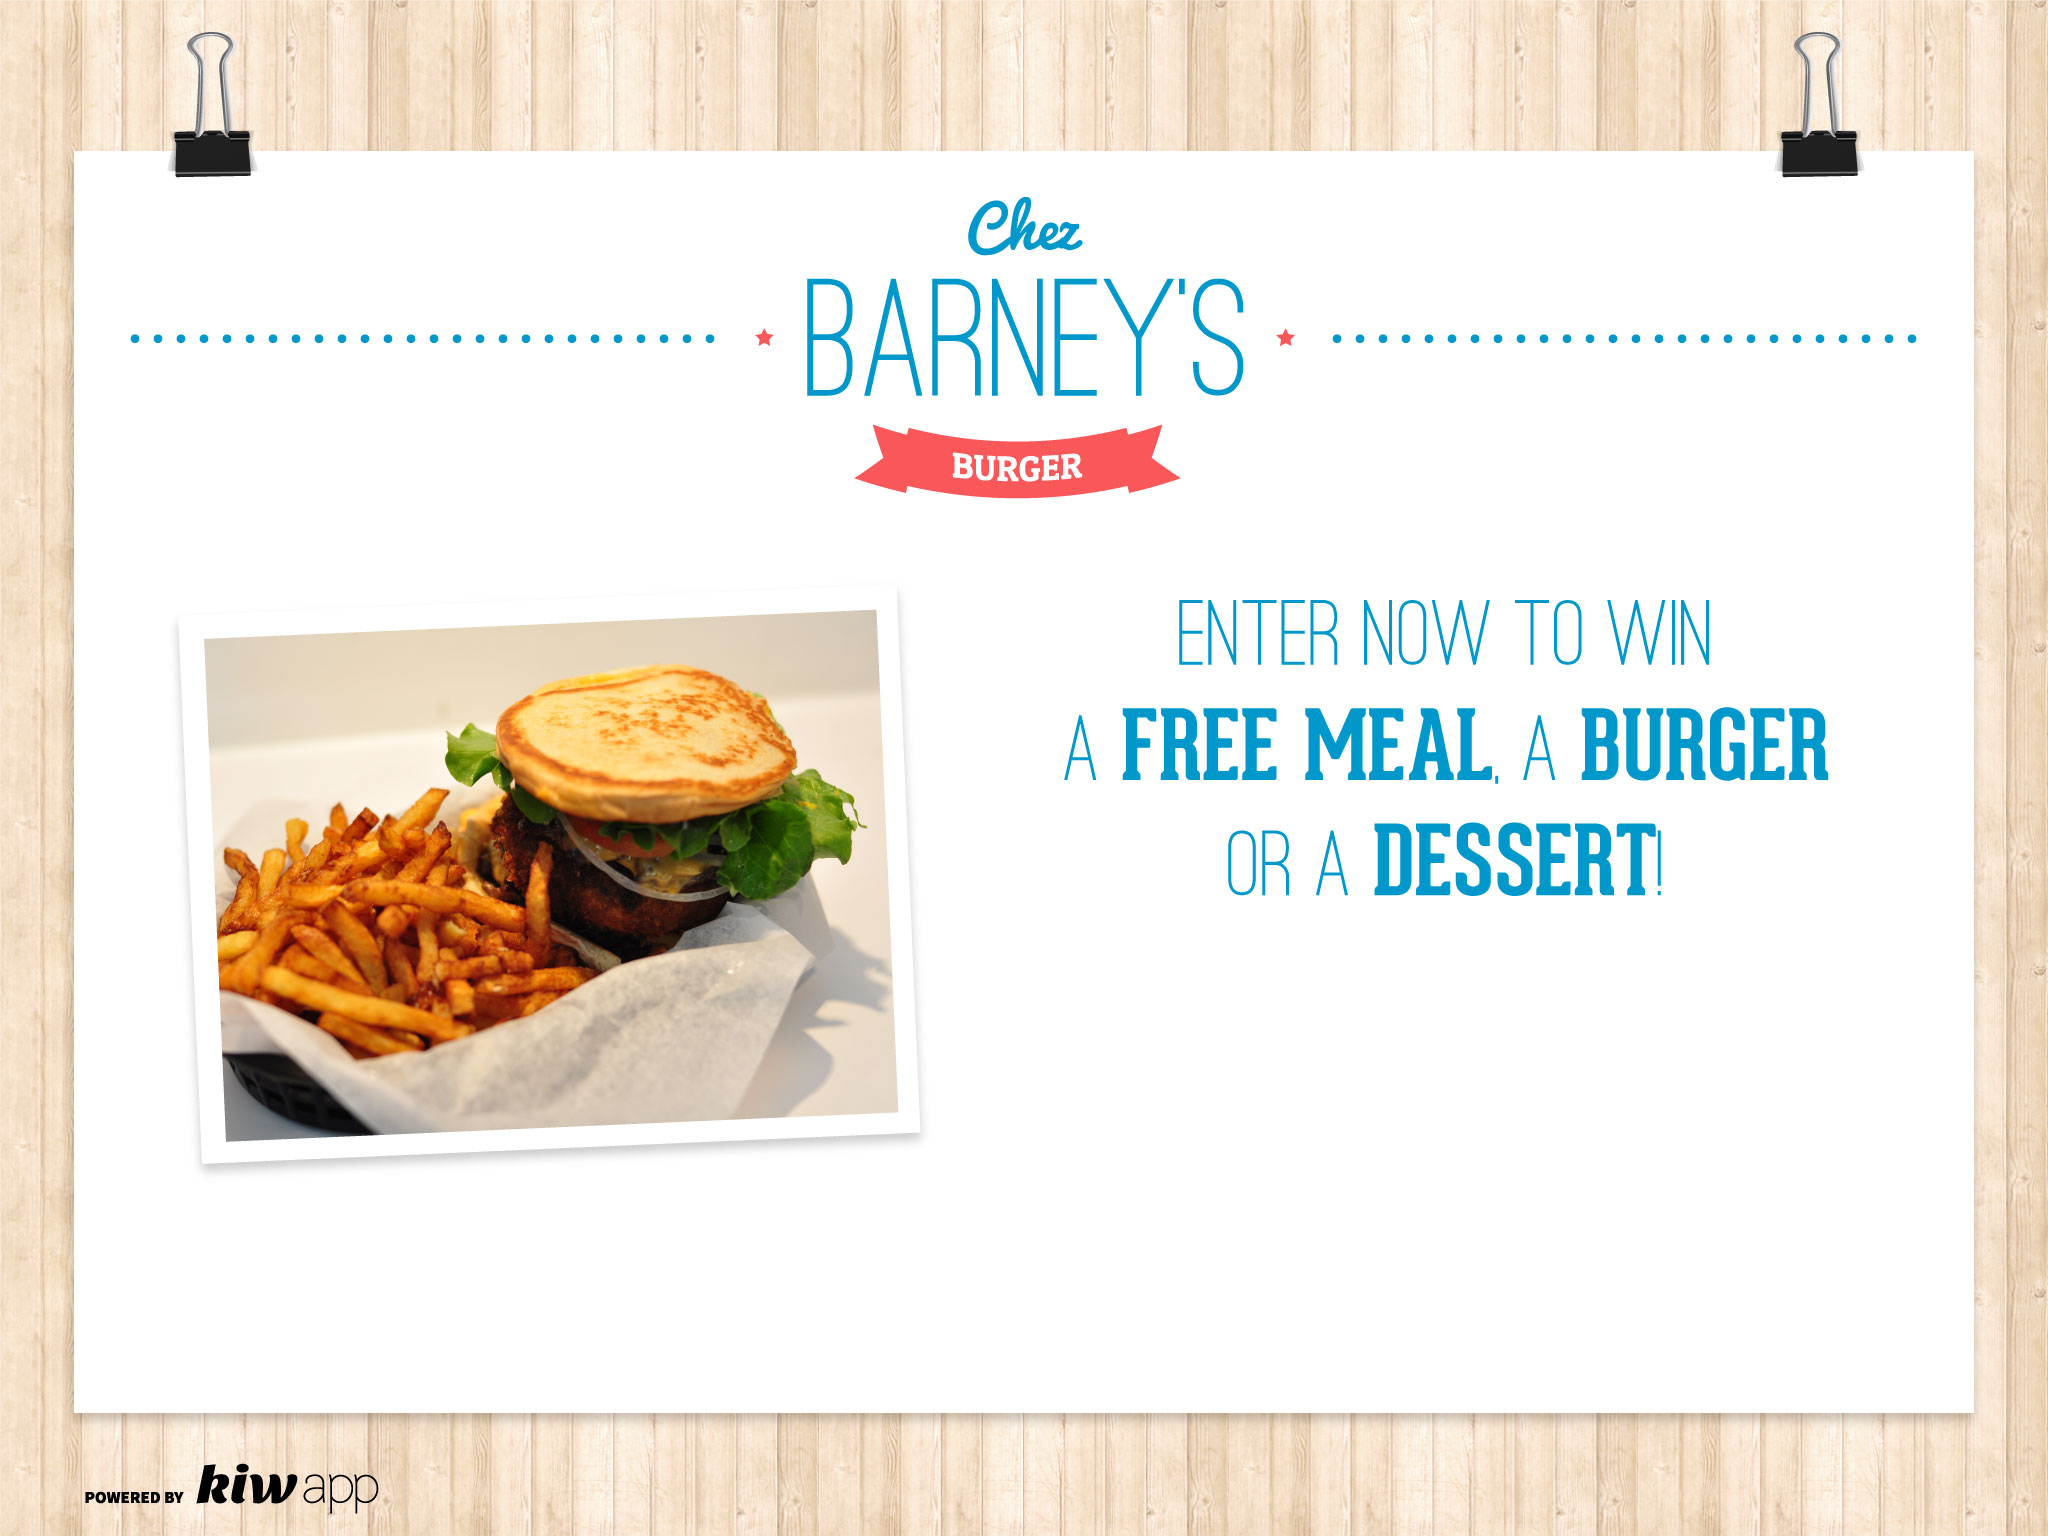 Chez
BARNEY'S
BURGER
ENTER NOW TO WIN
A FREE MEAL, A BURGER
OR A DESSERT!
POWERED BY kiwapp